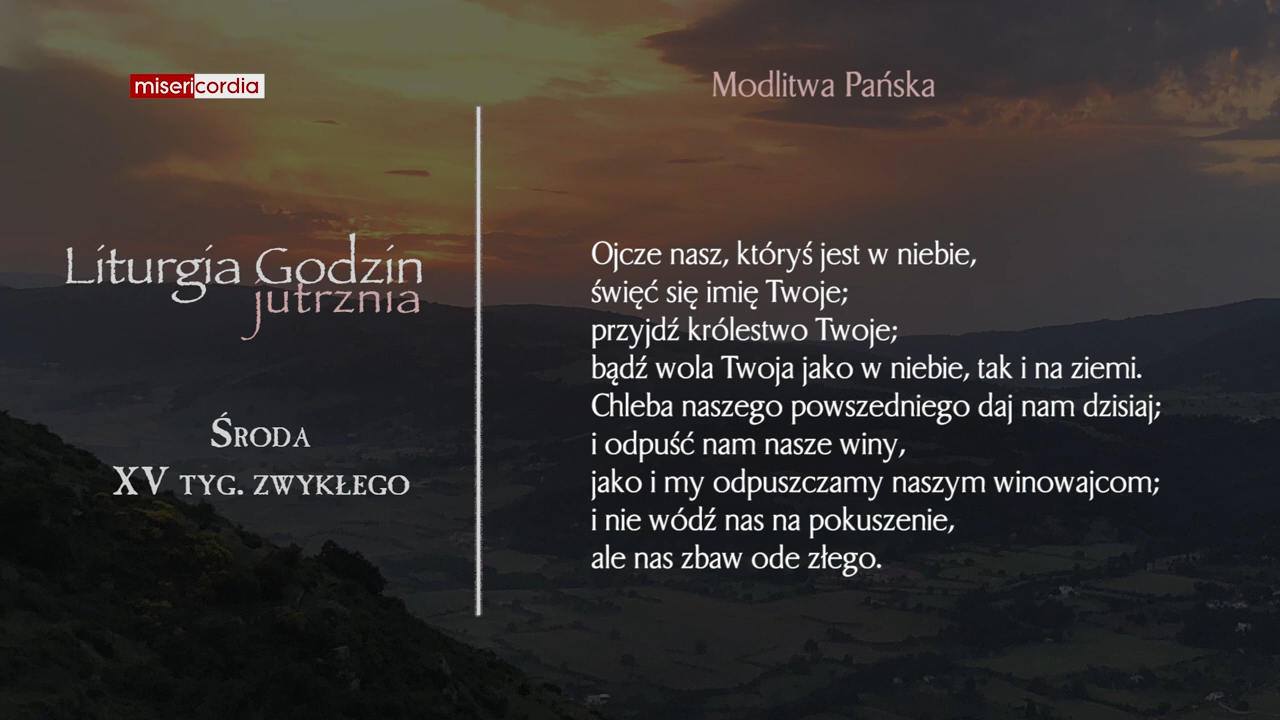 misericordia
Liturgia Godzin
jutrznia
Środa
XV tyg. zwykłego
Modlitwa Pańska
Ojcze nasz, któryś jest w niebie,
święć się imię Twoje;
przyjdź królestwo Twoje;
bądź wola Twoja jako w niebie, tak i na ziemi.
Chleba naszego powszedniego daj nam dzisiaj;
i odpuść nam nasze winy,
jako i my odpuszczamy naszym winowajcom;
i nie wódź nas na pokuszenie,
ale nas zbaw ode złego.